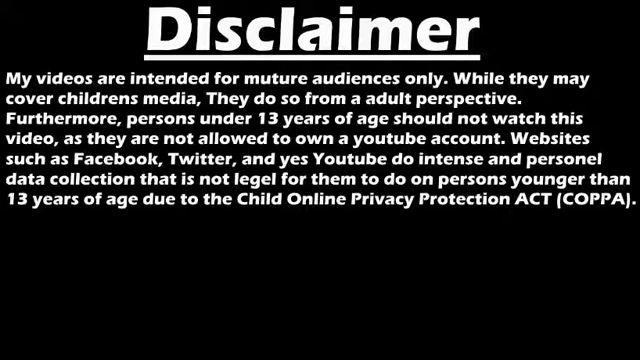 Disclaimer
My videos are intended for muture audiences only. While they may
cover childrens media, They do so from a adult perspective.
Furthermore, persons under 13 years of age should not watch this
video, as they are not allowed to own a youtube account. Websites
such as Facebook, Twitter, and yes Youtube do intense and personel
data collection that is not legel for them to do on persons younger than
13 years of age due to the Child Online Privacy Protection ACT (COPPA).